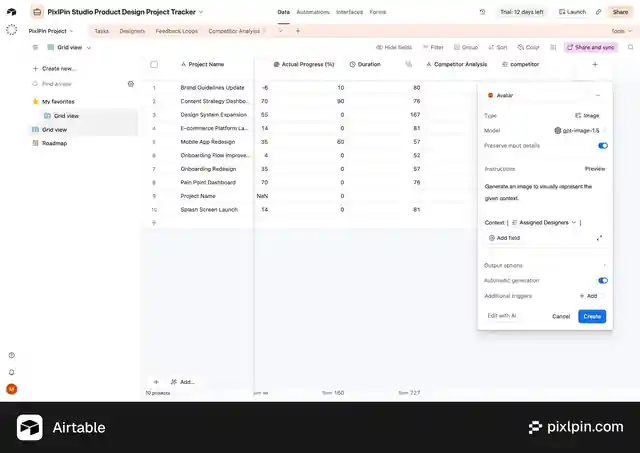 PixlPin Studio Product Design Project Tracker
Data
Automations
Interfaces
Forms
Trial: 12 days left
Launch
Share
PixlPin Project
Tasks
Designers
Feedback Loops
Competitor Analysis
Tools
Grid view
Hide fields
Filter
Group
Sort
Color
Share and sync
Create new...
Find a view
My favorites
Grid view
Grid view
Roadmap
Project Name
Actual Progress (%)
Duration
Competitor Analysis
competitor
1 Brand Guidelines Update -6 10 80
2 Content Strategy Dashbo... 70 90 76
3 Design System Expansion 55 0 167
4 E-commerce Platform La... 14 0 81
5 Mobile App Redesign 35 60 57
6 Onboarding Flow Improve... 4 0 52
7 Onboarding Redesign 35 0 57
8 Pain Point Dashboard 70 0 76
9 Project Name NaN 0
10 Splash Screen Launch 14 0 81
Add...
10 projects
Sum 160
Sum 727
Avatar
Type
Image
Model
gpt-image-1.5
Preserve input details
Instructions
Preview
Generate an image to visually represent the
given context.
Context: [ Assigned Designers ]
Add field
Output options
Automatic generation
Additional triggers
+ Add
Edit with AI
Cancel
Create
M
Airtable
pixlpin.com